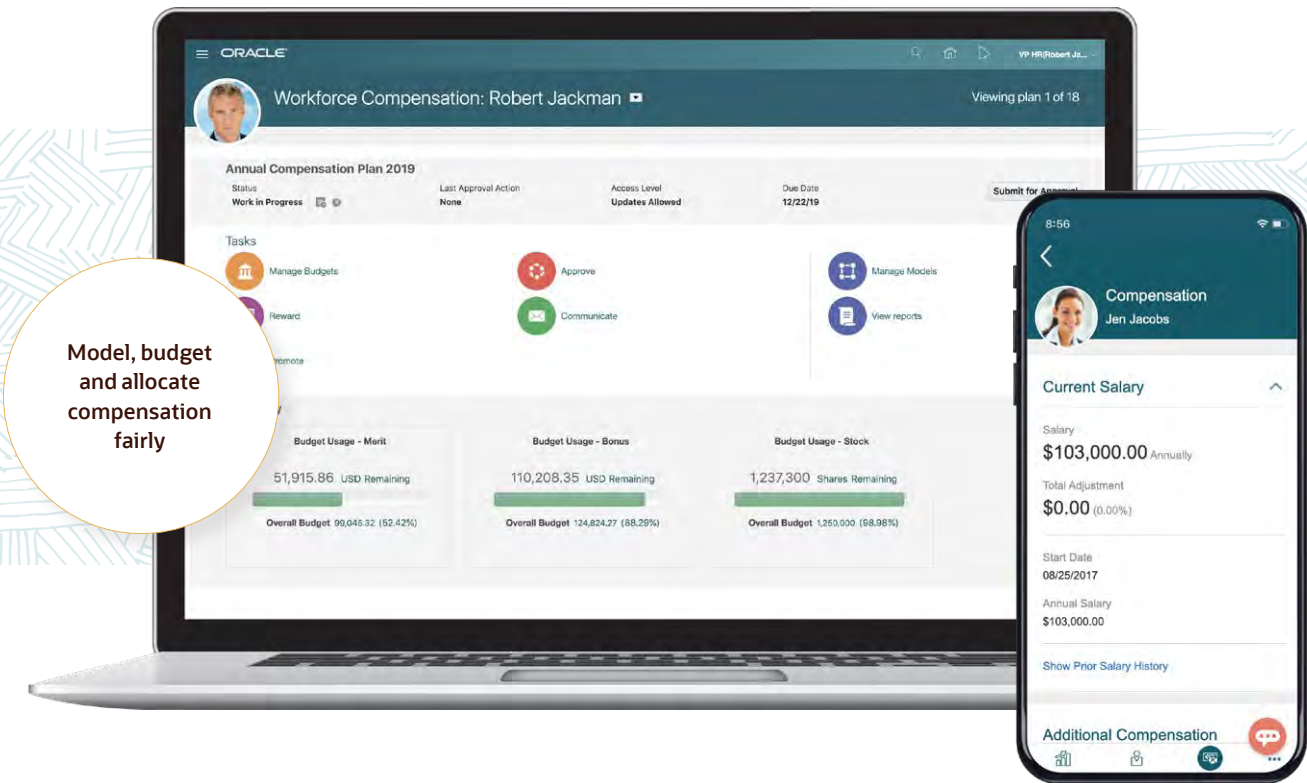 ORACLE
VP HR(Robert Ja...
Workforce Compensation: Robert Jackman
Viewing plan 1 of 18
Annual Compensation Plan 2019
Status
Last Approval Action
Access Level
Due Date
Work in Progress
None
Updates Allowed
12/22/19
Submit for Approval
Tasks
Manage Budgets
Approve
Manage Models
Reward
Communicate
View reports
Budget Usage - Merit
Budget Usage - Bonus
Budget Usage - Stock
51,915.86 USD Remaining
110,208.35 USD Remaining
1,237,300 Shares Remaining
Overall Budget 99,045.32 (52.42%)
Overall Budget 124,824.27 (88.29%)
Overall Budget 1,250,000 (98.98%)
Model, budget
and allocate
compensation
fairly
8:56
Compensation
Jen Jacobs
Current Salary
Salary
$103,000.00 Annually
Total Adjustment
$0.00 (0.00%)
Start Date
08/25/2017
Annual Salary
$103,000.00
Show Prior Salary History
Additional Compensation